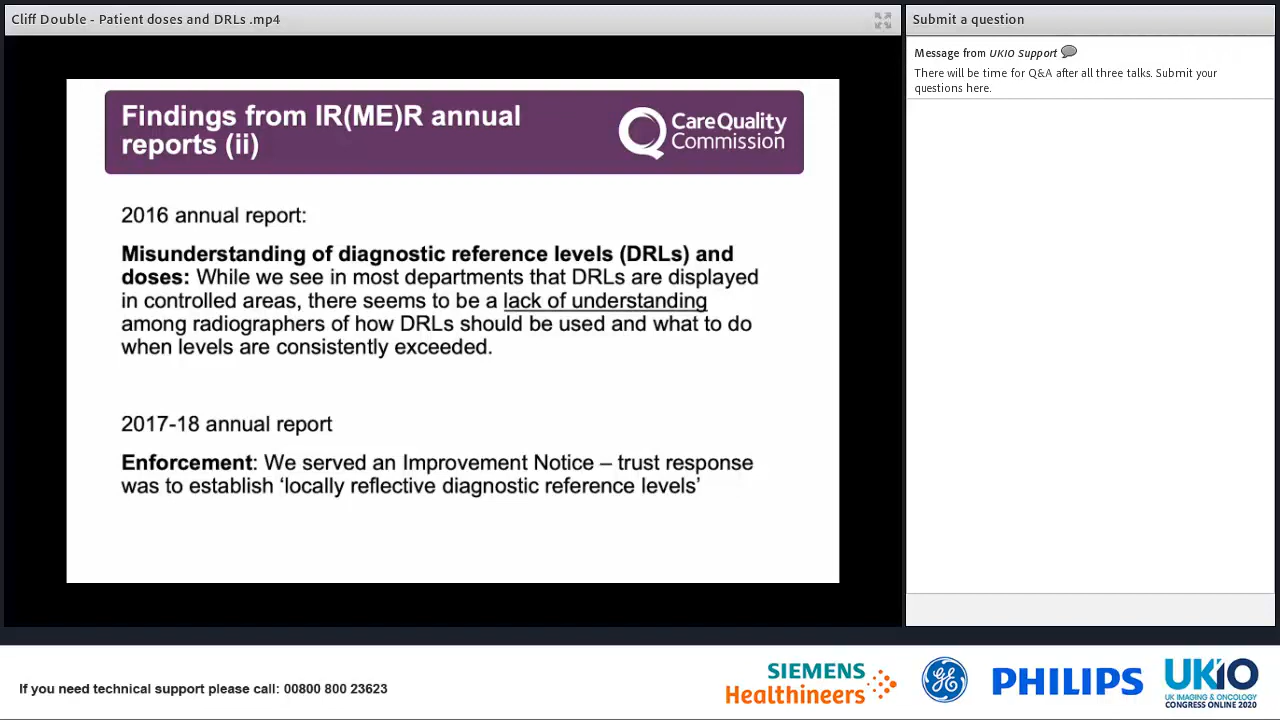 Cliff Double - Patient doses and DRLs .mp4
Findings from IR(ME)R annual
reports (ii)
CareQuality
Commission
2016 annual report:
Misunderstanding of diagnostic reference levels (DRLs) and
doses: While we see in most departments that DRLs are displayed
in controlled areas, there seems to be a lack of understanding
among radiographers of how DRLs should be used and what to do
when levels are consistently exceeded.
2017-18 annual report
Enforcement: We served an Improvement Notice – trust response
was to establish ‘locally reflective diagnostic reference levels’
Submit a question
Message from UKIO Support
There will be time for Q&A after all three talks. Submit your
questions here.
If you need technical support please call: 00800 800 23623
SIEMENS
Healthineers
GE
PHILIPS
UKIO
UK IMAGING & ONCOLOGY
CONGRESS ONLINE 2020